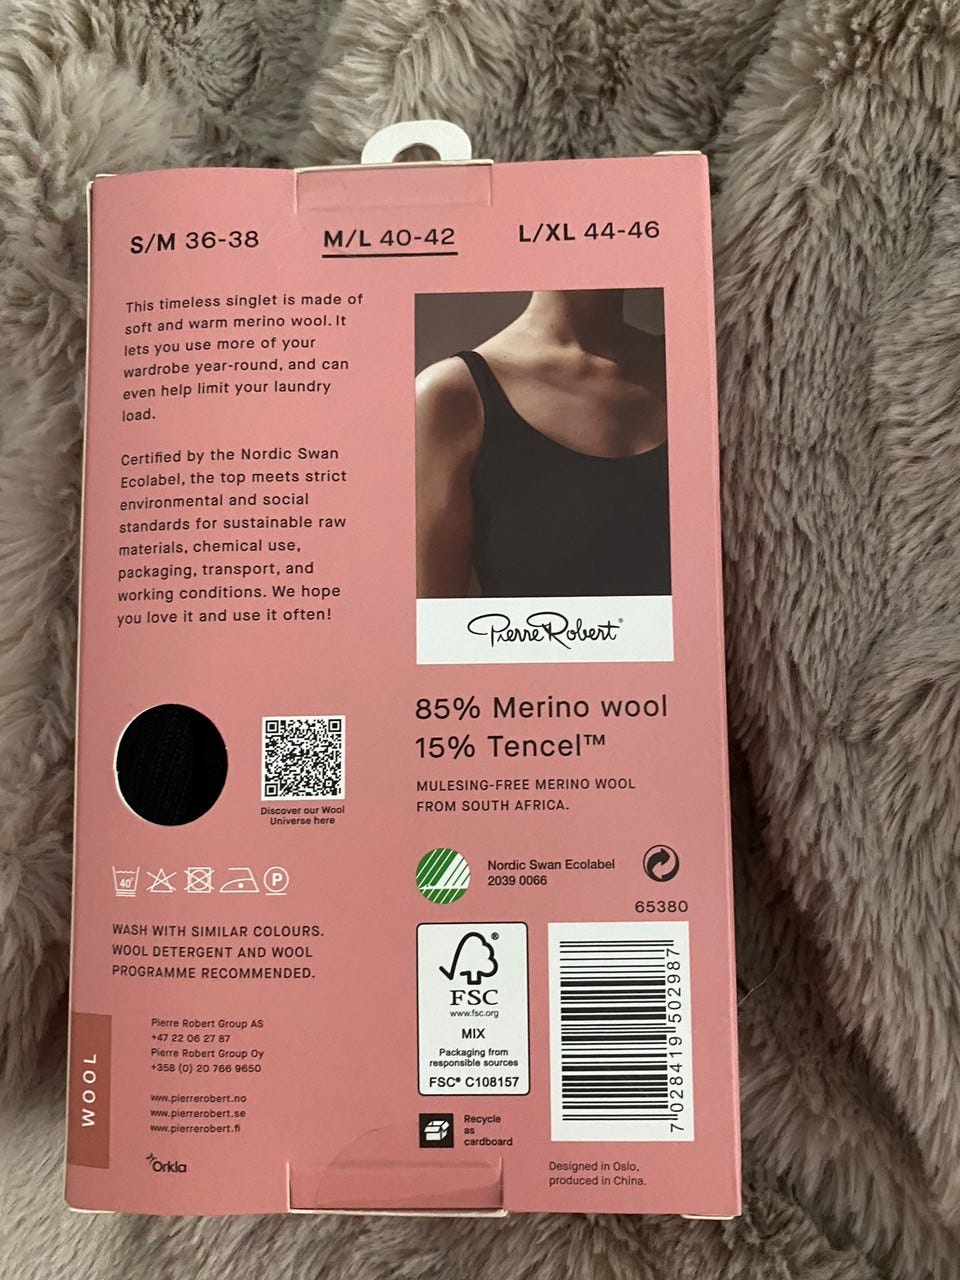 S/M 36-38
M/L 40-42
L/XL 44-46
This timeless singlet is made of
soft and warm merino wool. It
lets you use more of your
wardrobe year-round, and can
even help limit your laundry
load.
Certified by the Nordic Swan
Ecolabel, the top meets strict
environmental and social
standards for sustainable raw
materials, chemical use,
packaging, transport, and
working conditions. We hope
you love it and use it often!
Pierre Robert®
85% Merino wool
15% Tencel™
MULESING-FREE MERINO WOOL
FROM SOUTH AFRICA.
Discover our Wool
Universe here
40°
P
Nordic Swan Ecolabel
2039 0066
65380
WASH WITH SIMILAR COLOURS.
WOOL DETERGENT AND WOOL
PROGRAMME RECOMMENDED.
®
FSC
www.fsc.org
MIX
Packaging from
responsible sources
FSC® C108157
7 028419 502987
WOOL
Pierre Robert Group AS
+47 22 06 27 87
Pierre Robert Group Oy
+358 (0) 20 766 9650
www.pierrerobert.no
www.pierrerobert.se
www.pierrerobert.fi
Orkla
Recycle
as
cardboard
Designed in Oslo,
produced in China.